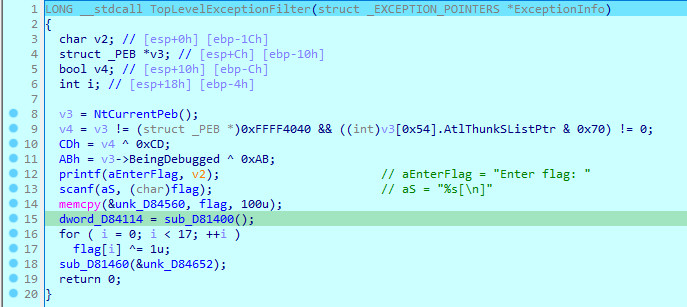 1 LONG __stdcall TopLevelExceptionFilter(struct _EXCEPTION_POINTERS *ExceptionInfo)
2 {
3 char v2; // [esp+0h] [ebp-1Ch]
4 struct _PEB *v3; // [esp+Ch] [ebp-10h]
5 bool v4; // [esp+10h] [ebp-Ch]
6 int i; // [esp+18h] [ebp-4h]
7
8 v3 = NtCurrentPeb();
9 v4 = v3 != (struct _PEB *)0xFFFF4040 && ((int)v3[0x54].AtlThunkSListPtr & 0x70) != 0;
10 CDh = v4 ^ 0xCD;
11 ABh = v3->BeingDebugged ^ 0xAB;
12 printf(aEnterFlag, v2); // aEnterFlag = "Enter flag: "
13 scanf(aS, (char)flag); // aS = "%s[\n]"
14 memcpy(&unk_D84560, flag, 100u);
15 dword_D84114 = sub_D81400();
16 for ( i = 0; i < 17; ++i )
17 flag[i] ^= 1u;
18 sub_D81460(&unk_D84652);
19 return 0;
20 }